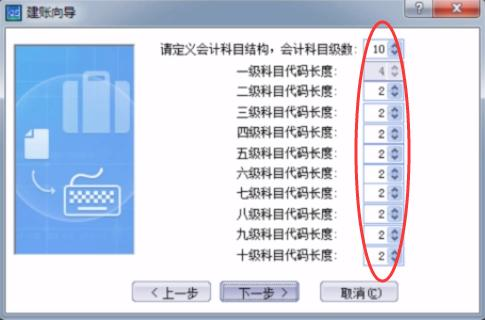 建账向导
请定义会计科目结构，会计科目级数： 10
一级科目代码长度： 4
二级科目代码长度： 2
三级科目代码长度： 2
四级科目代码长度： 2
五级科目代码长度： 2
六级科目代码长度： 2
七级科目代码长度： 2
八级科目代码长度： 2
九级科目代码长度： 2
十级科目代码长度： 2
<上一步 下一步> 取消(C)